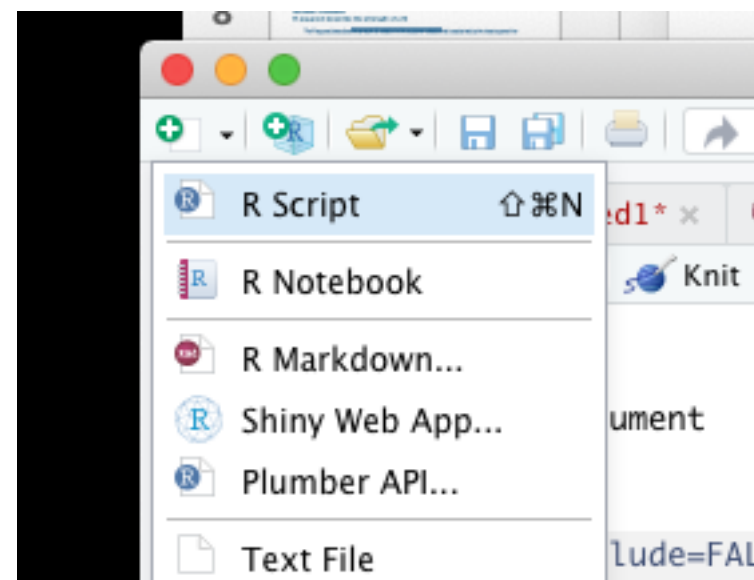 R Script ⇧⌘N
ed1*
R Notebook
Knit
R Markdown...
Shiny Web App...
ument
Plumber API...
Text File
lude=FAL